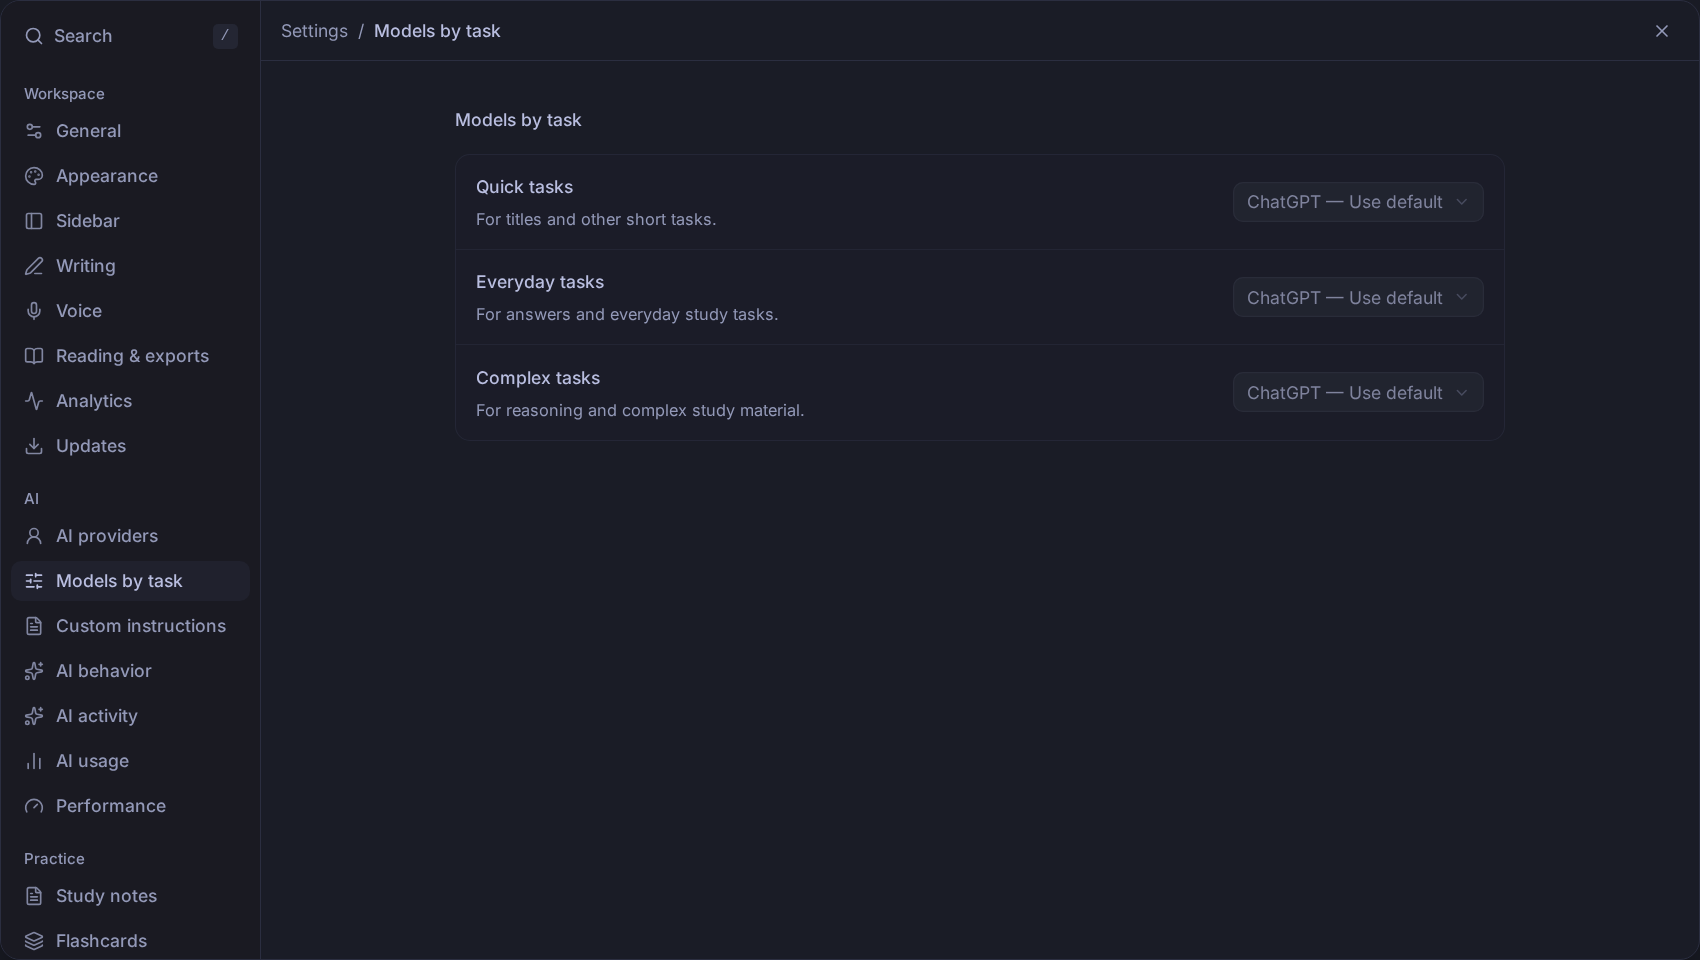 Search
/
Workspace
General
Appearance
Sidebar
Writing
Voice
Reading & exports
Analytics
Updates
AI
AI providers
Models by task
Custom instructions
AI behavior
AI activity
AI usage
Performance
Practice
Study notes
Flashcards
Settings / Models by task
Models by task
Quick tasks
For titles and other short tasks.
ChatGPT — Use default
Everyday tasks
For answers and everyday study tasks.
ChatGPT — Use default
Complex tasks
For reasoning and complex study material.
ChatGPT — Use default